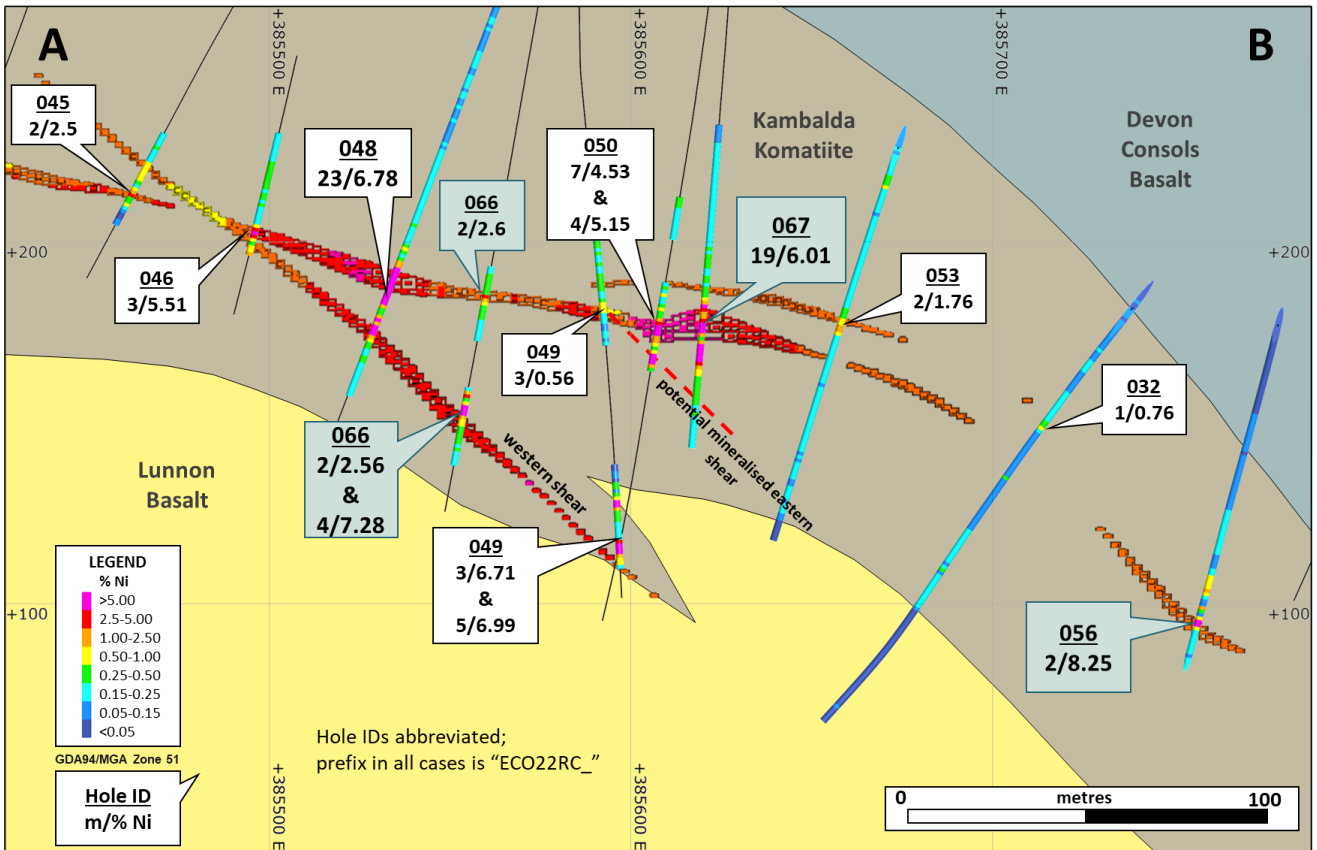 A
B
+385500 E
+385600 E
+385700 E
045
2/2.5
048
23/6.78
066
2/2.6
050
7/4.53
&
4/5.15
Kambalda
Komatiite
Devon
Consols
Basalt
067
19/6.01
+200
+200
046
3/5.51
053
2/1.76
049
3/0.56
032
1/0.76
potential mineralised eastern
shear
western shear
066
2/2.56
&
4/7.28
Lunnon
Basalt
049
3/6.71
&
5/6.99
LEGEND
% Ni
>5.00
2.5-5.00
1.00-2.50
0.50-1.00
0.25-0.50
0.15-0.25
0.05-0.15
<0.05
+100
+100
056
2/8.25
GDA94/MGA Zone 51
Hole ID
m/% Ni
Hole IDs abbreviated;
prefix in all cases is “ECO22RC_”
+385500 E
+385600 E
0 metres 100